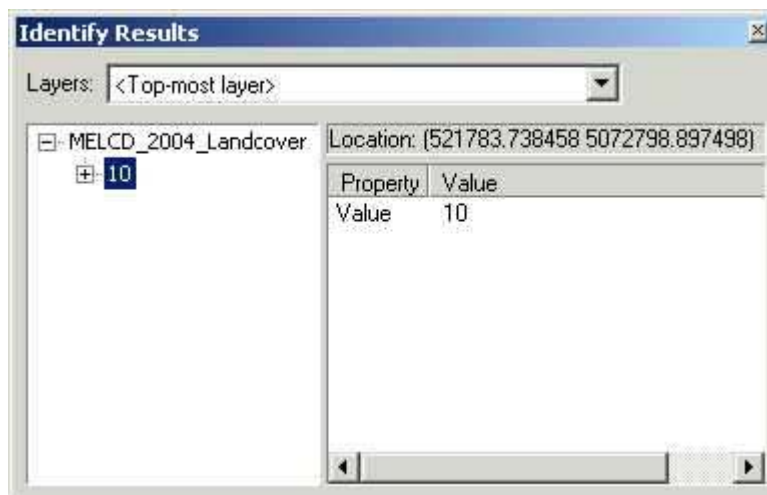 Identify Results
Layers: <Top-most layer>
MELCD_2004_Landcover
10
Location: (521783.738458 5072798.897498)
Property Value
Value 10